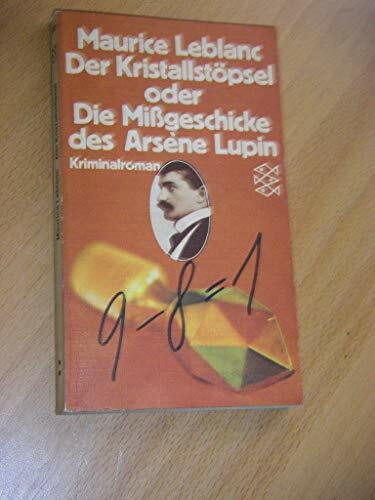 Maurice Leblanc
Der Kristallstöpsel
oder
Die Mißgeschicke
des Arsène Lupin
Kriminalroman
9-8=1